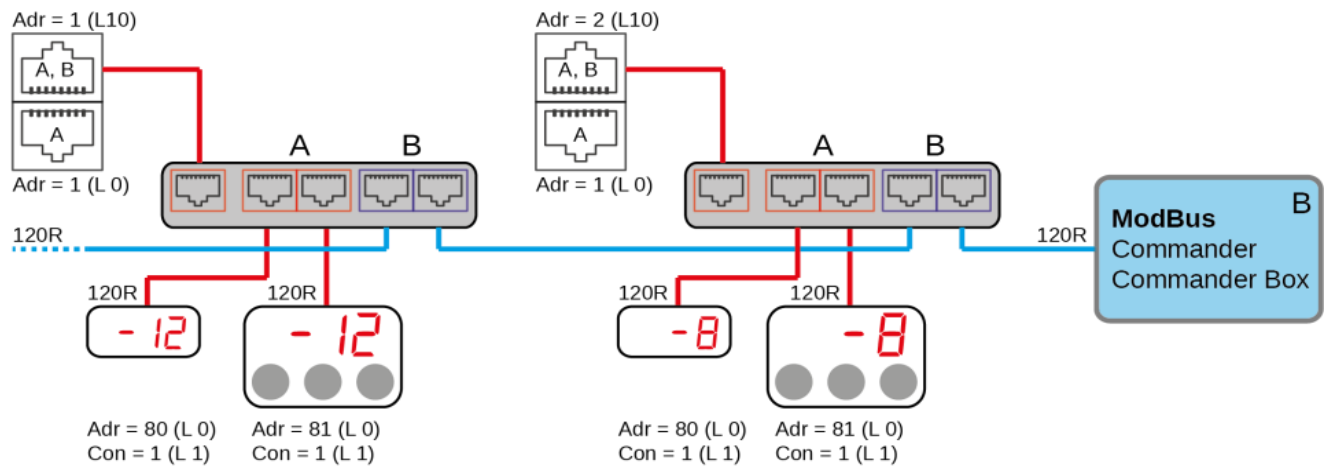 Adr = 1 (L10)
A, B
A
Adr = 1 (L 0)
A B
120R
120R
120R
-12
-12
Adr = 80 (L 0)
Con = 1 (L 1)
Adr = 81 (L 0)
Con = 1 (L 1)
Adr = 2 (L10)
A, B
A
Adr = 1 (L 0)
A B
120R
120R
-8
-8
Adr = 80 (L 0)
Con = 1 (L 1)
Adr = 81 (L 0)
Con = 1 (L 1)
120R
B
ModBus
Commander
Commander Box